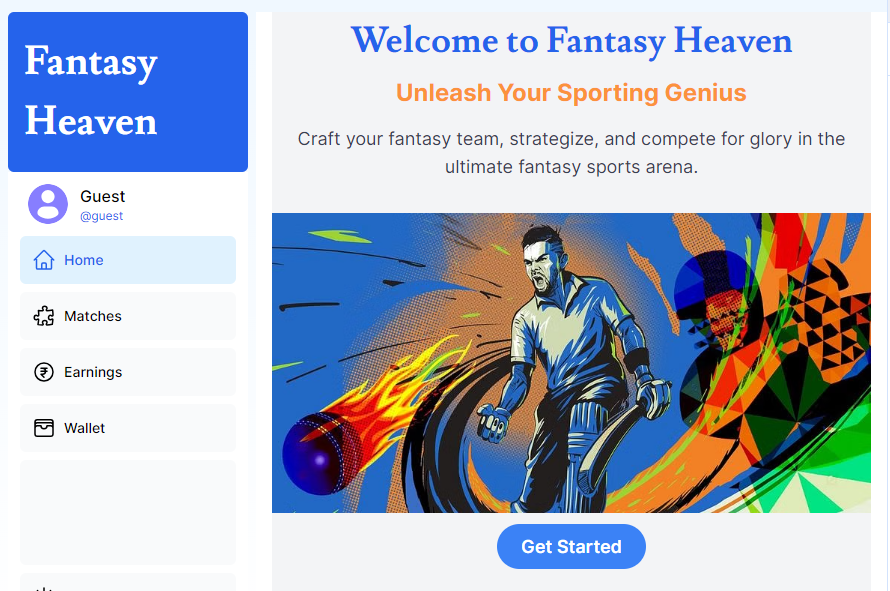 Fantasy
Heaven
Guest
@guest
Home
Matches
Earnings
Wallet
Welcome to Fantasy Heaven
Unleash Your Sporting Genius
Craft your fantasy team, strategize, and compete for glory in the
ultimate fantasy sports arena.
Get Started